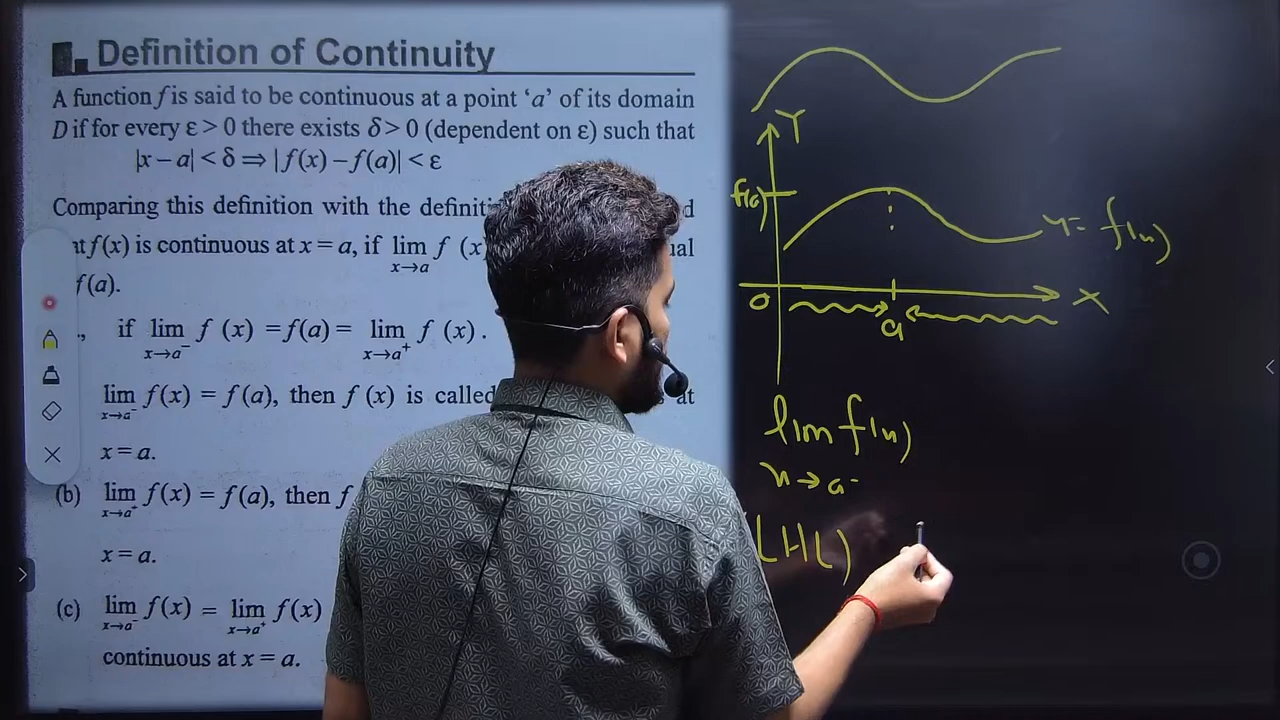 Definition of Continuity
A function f is said to be continuous at a point ‘a’ of its domain
D if for every ε > 0 there exists δ > 0 (dependent on ε) such that
|x – a| < δ ⇒ | f(x) – f(a)| < ε
Comparing this definition with the
f(x) is continuous at x = a, if lim x→a f (x
f(a).
if lim x→a⁻ f (x) = f(a) = lim x→a⁺ f (x) .
lim x→a⁻ f(x) = f(a), then f (x) is called at
x = a.
(b) lim x→a⁺ f(x) = f(a), then f
x = a.
(c) lim x→a⁻ f(x) = lim x→a⁺ f(x)
continuous at x = a.
Y
f(a)
y = f(x)
O
a
X
lim f(x)
x → a⁻
LHL)